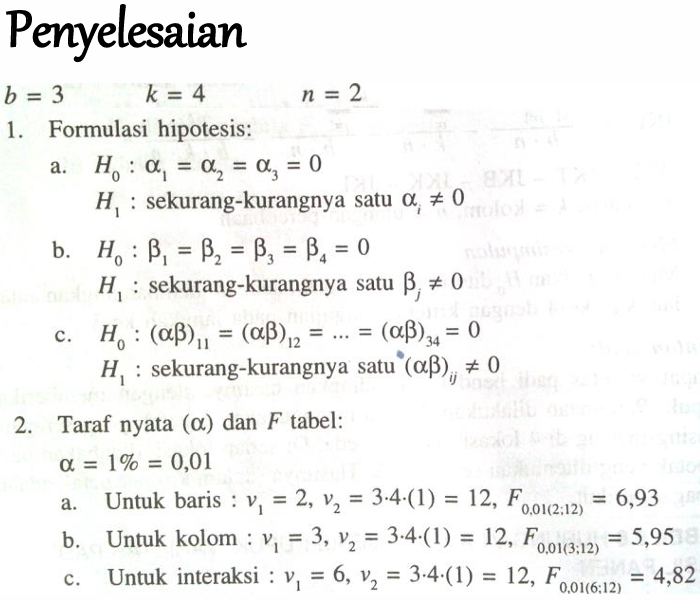 Penyelesaian
b = 3 k = 4 n = 2
1. Formulasi hipotesis:
a. H₀ : α₁ = α₂ = α₃ = 0
H₁ : sekurang-kurangnya satu αᵢ ≠ 0
b. H₀ : β₁ = β₂ = β₃ = β₄ = 0
H₁ : sekurang-kurangnya satu βⱼ ≠ 0
c. H₀ : (αβ)₁₁ = (αβ)₁₂ = ... = (αβ)₃₄ = 0
H₁ : sekurang-kurangnya satu (αβ)ᵢⱼ ≠ 0
2. Taraf nyata (α) dan F tabel:
α = 1% = 0,01
a. Untuk baris : v₁ = 2, v₂ = 3·4·(1) = 12, F0,01(2;12) = 6,93
b. Untuk kolom : v₁ = 3, v₂ = 3·4·(1) = 12, F0,01(3;12) = 5,95
c. Untuk interaksi : v₁ = 6, v₂ = 3·4·(1) = 12, F0,01(6;12) = 4,82